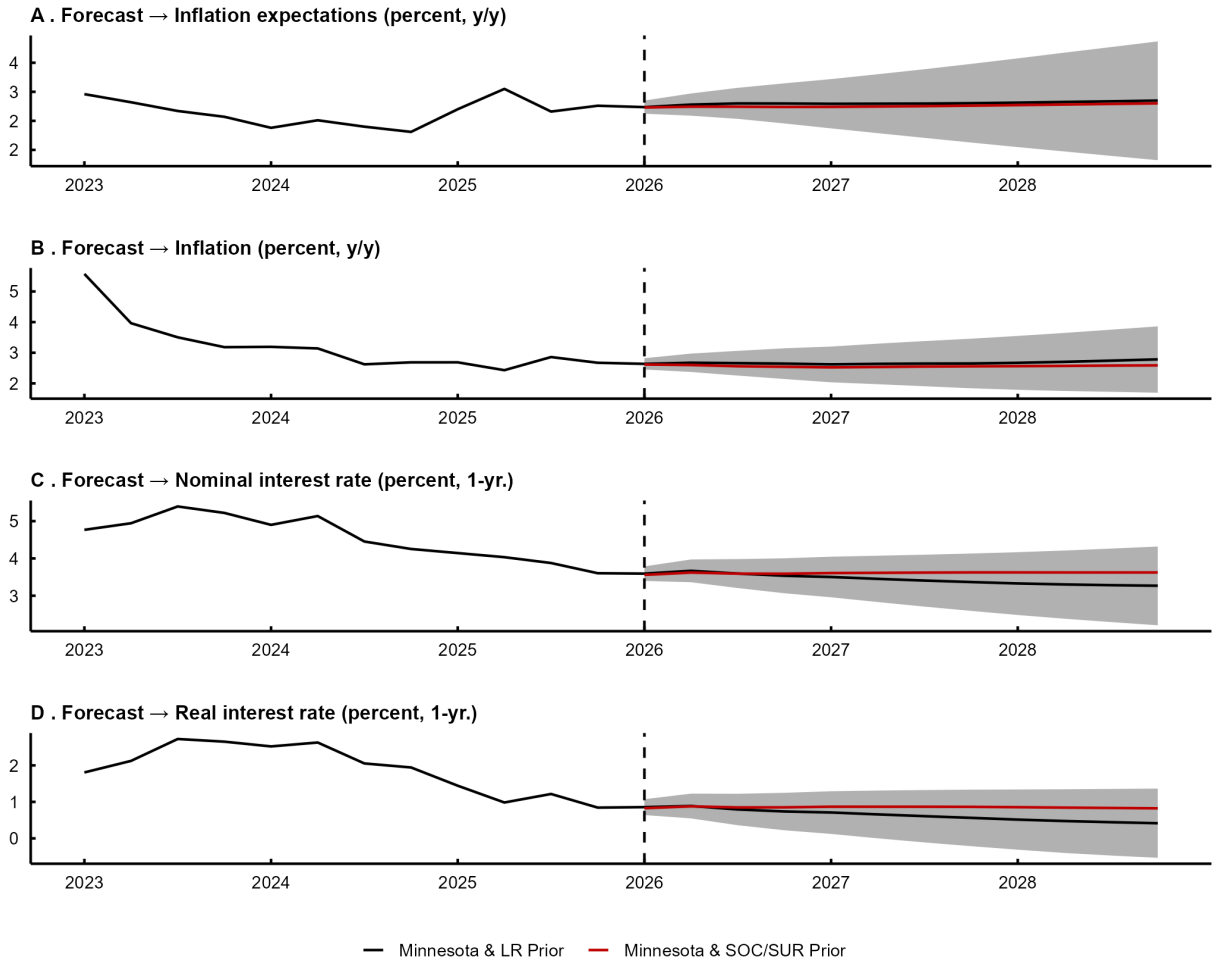 A . Forecast → Inflation expectations (percent, y/y)
4
3
2
2
2023 2024 2025 2026 2027 2028
B . Forecast → Inflation (percent, y/y)
5
4
3
2
2023 2024 2025 2026 2027 2028
C . Forecast → Nominal interest rate (percent, 1-yr.)
5
4
3
2023 2024 2025 2026 2027 2028
D . Forecast → Real interest rate (percent, 1-yr.)
2
1
0
2023 2024 2025 2026 2027 2028
Minnesota & LR Prior Minnesota & SOC/SUR Prior